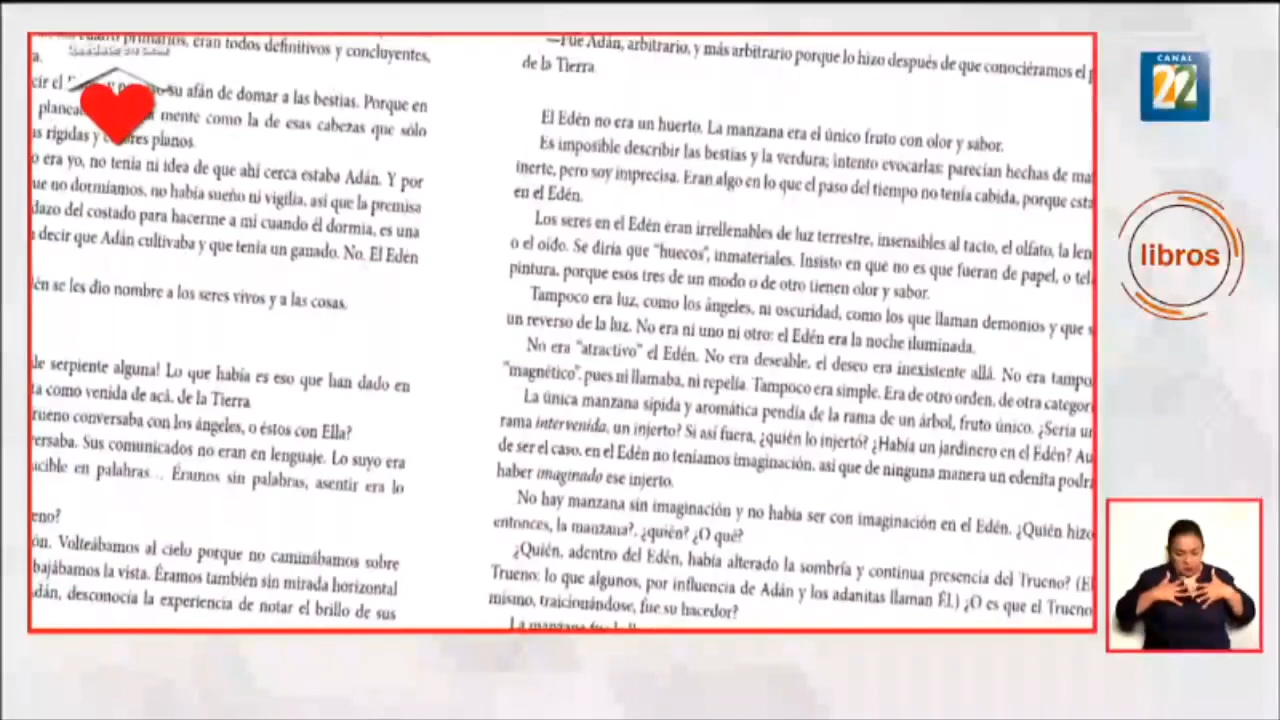 cuatro primarios, eran todos definitivos y concluyentes,
a.
cir el su afán de domar a las bestias. Porque en
planea mente como la de esas cabezas que sólo
as rígidas y planos.
o era yo, no tenía ni idea de que ahí cerca estaba Adán. Y por
ue no dormíamos, no había sueño ni vigilia, así que la premisa
dazo del costado para hacerme a mí cuando él dormía, es una
decir que Adán cultivaba y que tenía un ganado. No. El Edén
én se les dio nombre a los seres vivos y a las cosas.
de serpiente alguna! Lo que había es eso que han dado en
ta como venida de acá, de la Tierra
rueno conversaba con los ángeles, o éstos con Ella?
versaba. Sus comunicados no eran en lenguaje. Lo suyo era
ucible en palabras… Éramos sin palabras, asentir era lo
eno?
ón. Volteábamos al cielo porque no caminábamos sobre
bajábamos la vista. Éramos también sin mirada horizontal
dán, desconocía la experiencia de notar el brillo de sus
—Fue Adán, arbitrario, y más arbitrario porque lo hizo después de que conociéramos el p
de la Tierra.
El Edén no era un huerto. La manzana era el único fruto con olor y sabor.
Es imposible describir las bestias y la verdura; intento evocarlas: parecían hechas de ma
inerte, pero soy imprecisa. Eran algo en lo que el paso del tiempo no tenía cabida, porque esta
en el Edén.
Los seres en el Edén eran irrellenables de luz terrestre, insensibles al tacto, el olfato, la len
o el oído. Se diría que "huecos", inmateriales. Insisto en que no es que fueran de papel, o tel
pintura, porque esos tres de un modo o de otro tienen olor y sabor.
Tampoco era luz, como los ángeles, ni oscuridad, como los que llaman demonios y que s
un reverso de la luz. No era ni uno ni otro: el Edén era la noche iluminada.
No era "atractivo" el Edén. No era deseable, el deseo era inexistente allá. No era tampo
"magnético", pues ni llamaba, ni repelía. Tampoco era simple. Era de otro orden, de otra categor
La única manzana sípida y aromática pendía de la rama de un árbol, fruto único. ¿Sería un
rama intervenida, un injerto? Si así fuera, ¿quién lo injertó? ¿Había un jardinero en el Edén? Au
de ser el caso, en el Edén no teníamos imaginación, así que de ninguna manera un edenita podrí
haber imaginado ese injerto.
No hay manzana sin imaginación y no había ser con imaginación en el Edén. ¿Quién hizo
entonces, la manzana?, ¿quién? ¿O qué?
¿Quién, adentro del Edén, había alterado la sombría y continua presencia del Trueno? (El
Trueno: lo que algunos, por influencia de Adán y los adanitas llaman Él.) ¿O es que el Trueno
mismo, traicionándose, fue su hacedor?
La manzana fue
CANAL
22
libros